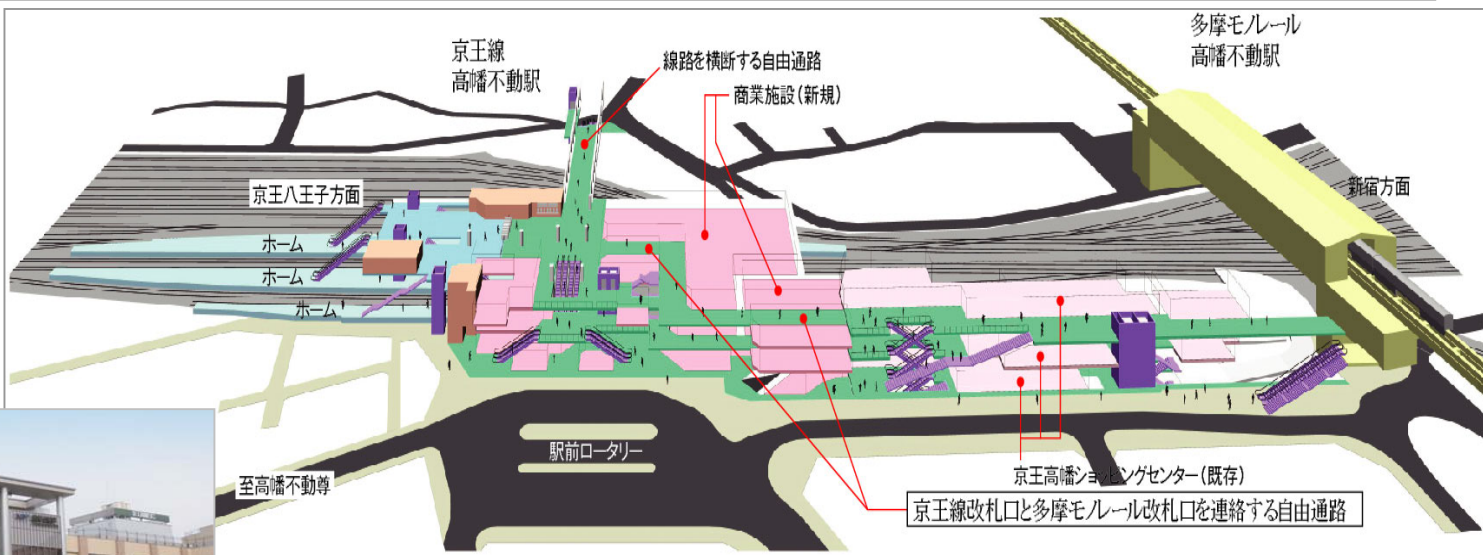 京王線
高幡不動駅
線路を横断する自由通路
商業施設(新規)
多摩モノレール
高幡不動駅
京王八王子方面
新宿方面
ホーム
ホーム
ホーム
駅前ロータリー
至高幡不動尊
京王高幡ショッピングセンター(既存)
京王線改札口と多摩モノレール改札口を連絡する自由通路